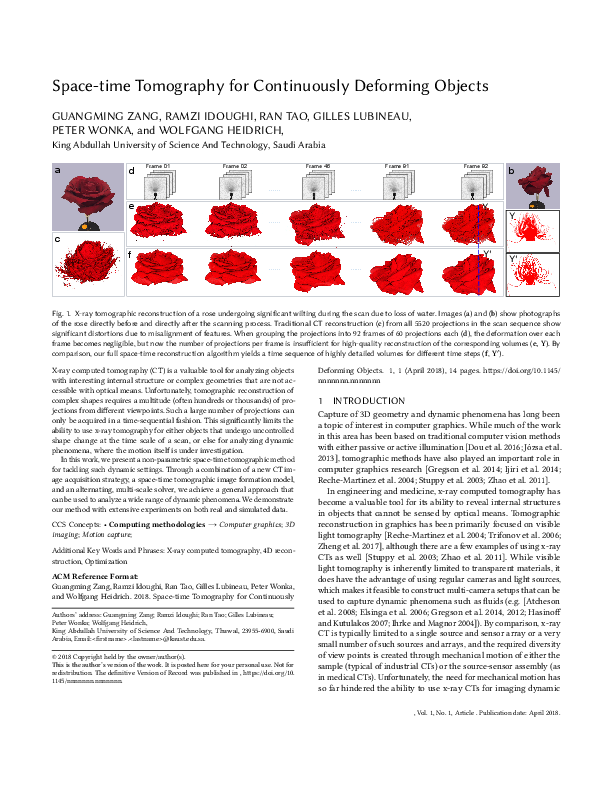 Space-time Tomography for Continuously Deforming Objects
GUANGMING ZANG, RAMZI IDOUGHI, RAN TAO, GILLES LUBINEAU,
PETER WONKA, and WOLFGANG HEIDRICH,
King Abdullah University of Science And Technology, Saudi Arabia
a
d
Frame 01
Frame 02
Frame 46
Frame 91
Frame 92
b
e
Y
Y
c
f
Y'
Y'
Fig. 1. X-ray tomographic reconstruction of a rose undergoing significant wilting during the scan due to loss of water. Images (a) and (b) show photographs
of the rose directly before and directly after the scanning process. Traditional CT reconstruction (c) from all 5520 projections in the scan sequence show
significant distortions due to misalignment of features. When grouping the projections into 92 frames of 60 projections each (d), the deformation over each
frame becomes negligible, but now the number of projections per frame is insufficient for high-quality reconstruction of the corresponding volumes (e, Y). By
comparison, our full space-time reconstruction algorithm yields a time sequence of highly detailed volumes for different time steps (f, Y').
X-ray computed tomography (CT) is a valuable tool for analyzing objects
with interesting internal structure or complex geometries that are not ac-
cessible with optical means. Unfortunately, tomographic reconstruction of
complex shapes requires a multitude (often hundreds or thousands) of pro-
jections from different viewpoints. Such a large number of projections can
only be acquired in a time-sequential fashion. This significantly limits the
ability to use x-ray tomography for either objects that undergo uncontrolled
shape change at the time scale of a scan, or else for analyzing dynamic
phenomena, where the motion itself is under investigation.
In this work, we present a non-parametric space-time tomographic method
for tackling such dynamic settings. Through a combination of a new CT im-
age acquisition strategy, a space-time tomographic image formation model,
and an alternating, multi-scale solver, we achieve a general approach that
can be used to analyze a wide range of dynamic phenomena. We demonstrate
our method with extensive experiments on both real and simulated data.
CCS Concepts: • Computing methodologies → Computer graphics; 3D
imaging; Motion capture;
Additional Key Words and Phrases: X-ray computed tomography, 4D recon-
struction, Optimization
ACM Reference Format:
Guangming Zang, Ramzi Idoughi, Ran Tao, Gilles Lubineau, Peter Wonka,
and Wolfgang Heidrich. 2018. Space-time Tomography for Continuously
Authors' address: Guangming Zang; Ramzi Idoughi; Ran Tao; Gilles Lubineau;
Peter Wonka; Wolfgang Heidrich,
King Abdullah University of Science And Technology, Thuwal, 23955-6900, Saudi
Arabia, Email:<firstname>.<lastname>@kaust.edu.sa.
© 2018 Copyright held by the owner/author(s).
This is the author's version of the work. It is posted here for your personal use. Not for
redistribution. The definitive Version of Record was published in , https://doi.org/10.
1145/nnnnnnn.nnnnnnn.
Deforming Objects. 1, 1 (April 2018), 14 pages. https://doi.org/10.1145/
nnnnnnn.nnnnnnn
1 INTRODUCTION
Capture of 3D geometry and dynamic phenomena has long been
a topic of interest in computer graphics. While much of the work
in this area has been based on traditional computer vision methods
with either passive or active illumination [Dou et al. 2016; Józsa et al.
2013], tomographic methods have also played an important role in
computer graphics research [Gregson et al. 2014; Ijiri et al. 2014;
Reche-Martinez et al. 2004; Stuppy et al. 2003; Zhao et al. 2011].
In engineering and medicine, x-ray computed tomography has
become a valuable tool for its ability to reveal internal structures
in objects that cannot be sensed by optical means. Tomographic
reconstruction in graphics has been primarily focused on visible
light tomography [Reche-Martinez et al. 2004; Trifonov et al. 2006;
Zheng et al. 2017], although there are a few examples of using x-ray
CTs as well [Stuppy et al. 2003; Zhao et al. 2011]. While visible
light tomography is inherently limited to transparent materials, it
does have the advantage of using regular cameras and light sources,
which makes it feasible to construct multi-camera setups that can be
used to capture dynamic phenomena such as fluids (e.g. [Atcheson
et al. 2008; Elsinga et al. 2006; Gregson et al. 2014, 2012; Hasinoff
and Kutulakos 2007; Ihrke and Magnor 2004]). By comparison, x-ray
CT is typically limited to a single source and sensor array or a very
small number of such sources and arrays, and the required diversity
of view points is created through mechanical motion of either the
sample (typical of industrial CTs) or the source-sensor assembly (as
in medical CTs). Unfortunately, the need for mechanical motion has
so far hindered the ability to use x-ray CTs for imaging dynamic
, Vol. 1, No. 1, Article . Publication date: April 2018.